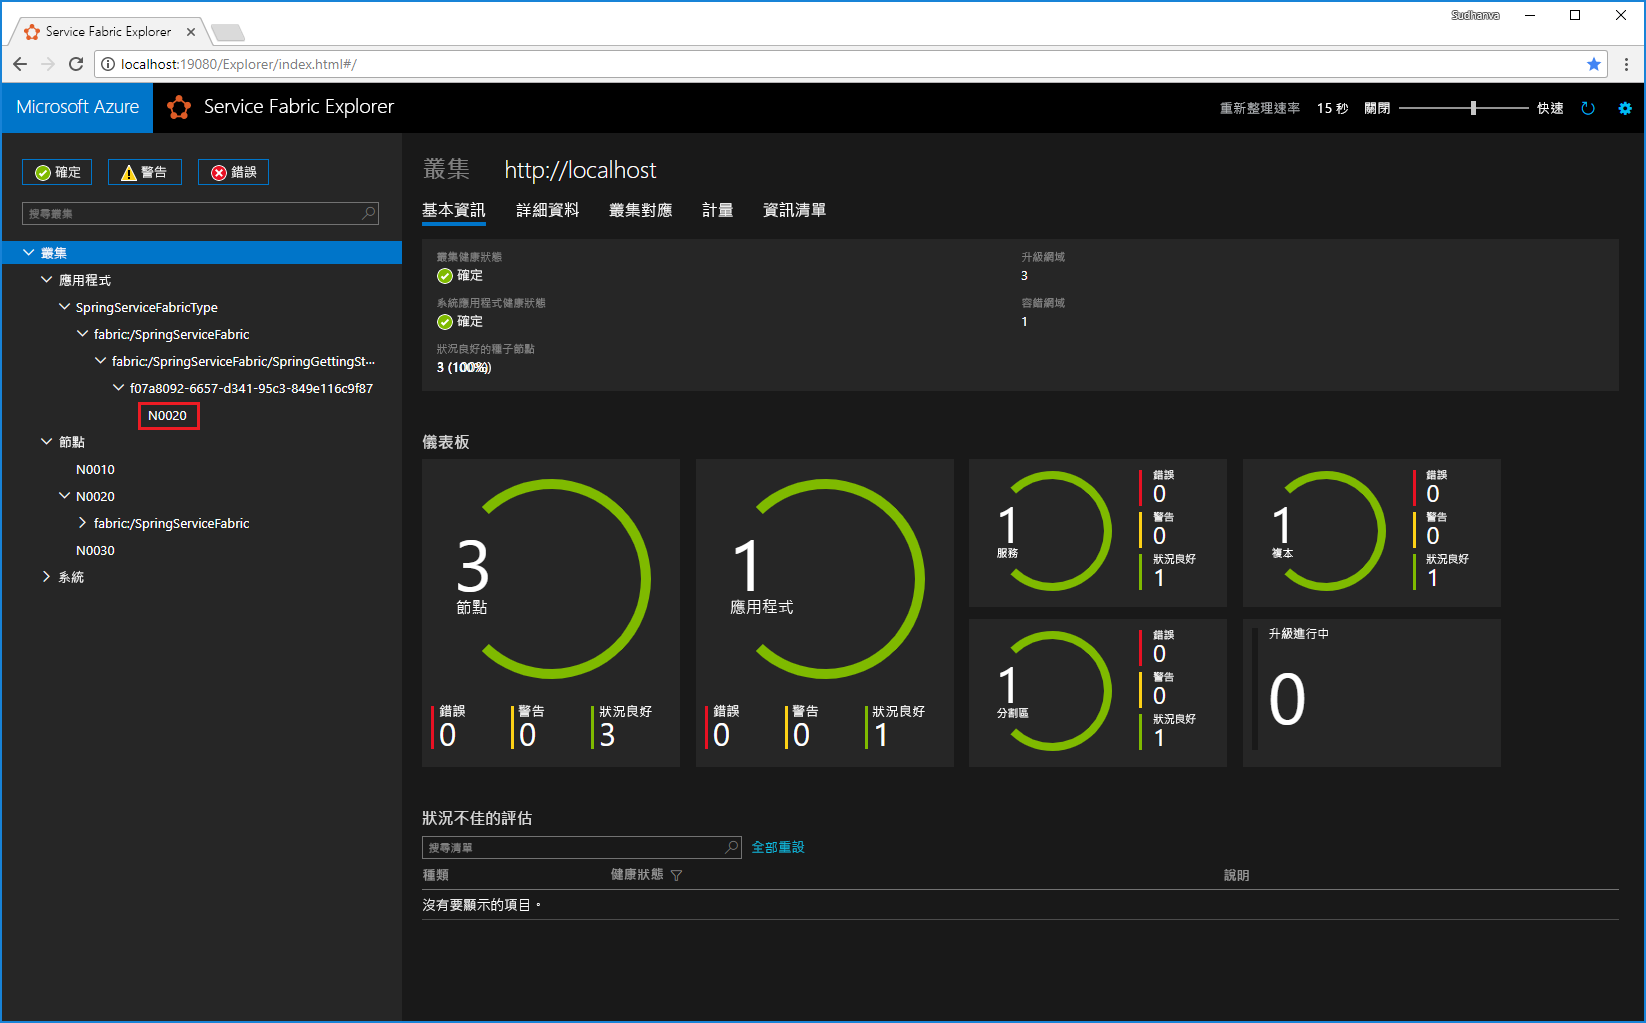 Sudhanva
Service Fabric Explorer
localhost:19080/Explorer/index.html#/
Microsoft Azure
Service Fabric Explorer
重新整理速率 15 秒 關閉 快速
確定 警告 錯誤
搜尋叢集
叢集
應用程式
SpringServiceFabricType
fabric:/SpringServiceFabric
fabric:/SpringServiceFabric/SpringGettingSt...
f07a8092-6657-d341-95c3-849e116c9f87
N0020
節點
N0010
N0020
fabric:/SpringServiceFabric
N0030
系統
叢集 http://localhost
基本資訊 詳細資料 叢集對應 計量 資訊清單
叢集健康狀態
確定
系統應用程式健康狀態
確定
狀況良好的種子節點
3 (100%))
升級網域
3
容錯網域
1
儀表板
3
節點
錯誤
0
警告
0
狀況良好
3
1
應用程式
錯誤
0
警告
0
狀況良好
1
1
服務
錯誤
0
警告
0
狀況良好
1
1
複本
錯誤
0
警告
0
狀況良好
1
1
分割區
錯誤
0
警告
0
狀況良好
1
升級進行中
0
狀況不佳的評估
搜尋清單
全部重設
種類 健康狀態 說明
沒有要顯示的項目。